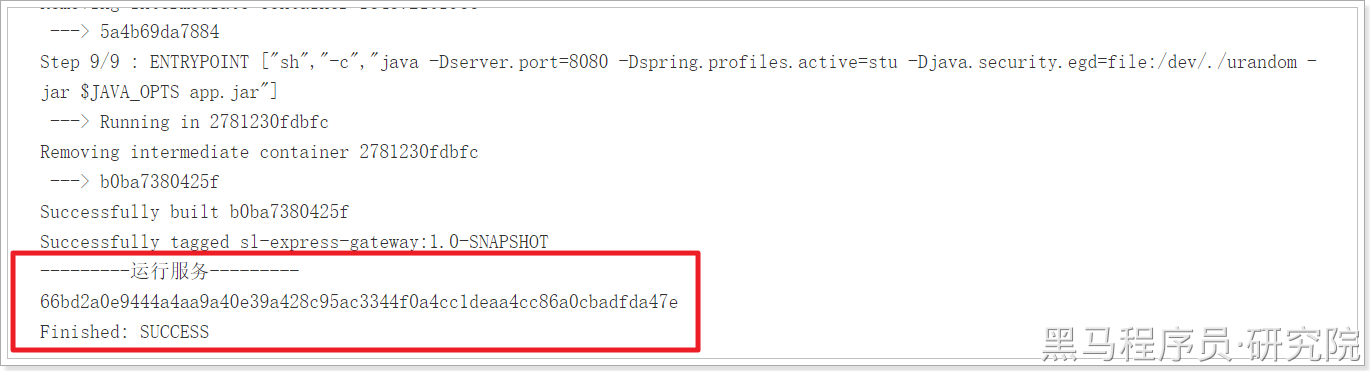 ---> 5a4b69da7884
Step 9/9 : ENTRYPOINT ["sh","-c","java -Dserver.port=8080 -Dspring.profiles.active=stu -Djava.security.egd=file:/dev/./urandom -
jar $JAVA_OPTS app.jar"]
---> Running in 2781230fdbfc
Removing intermediate container 2781230fdbfc
---> b0ba7380425f
Successfully built b0ba7380425f
Successfully tagged sl-express-gateway:1.0-SNAPSHOT
---------运行服务---------
66bd2a0e9444a4aa9a40e39a428c95ac3344f0a4cc1deaa4cc86a0cbadfda47e
Finished: SUCCESS
黑马程序员·研究院